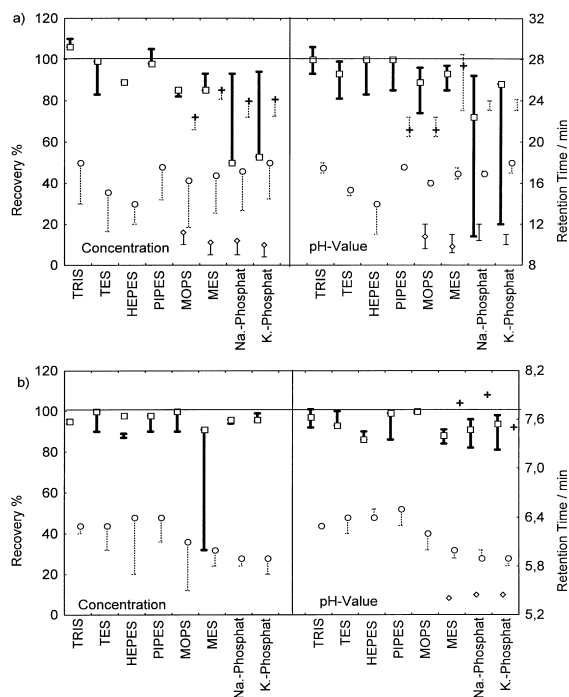 a)
120
100
80
60
40
20
0
Recovery %
Concentration
pH-Value
32
28
24
20
16
12
8
Retention Time / min
TRIS
TES
HEPES
PIPES
MOPS
MES
Na.-Phosphat
K.-Phosphat
TRIS
TES
HEPES
PIPES
MOPS
MES
Na.-Phosphat
K.-Phosphat
b)
120
100
80
60
40
20
0
Recovery %
Concentration
pH-Value
8,2
7,6
7,0
6,4
5,8
5,2
Retention Time / min
TRIS
TES
HEPES
PIPES
MOPS
MES
Na.-Phosphat
K.-Phosphat
TRIS
TES
HEPES
PIPES
MOPS
MES
Na.-Phosphat
K.-Phosphat